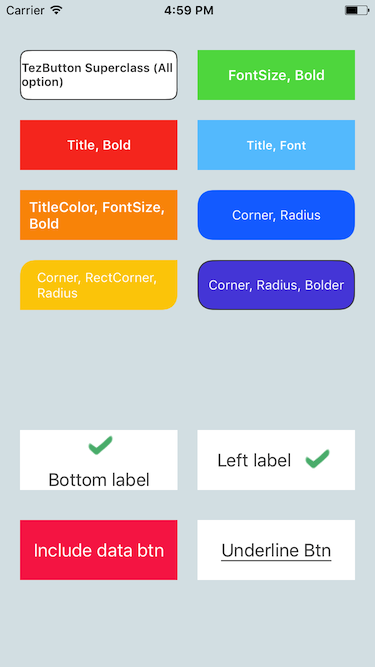 Carrier 4:59 PM
TezButton Superclass (All
option)
FontSize, Bold
Title, Bold
Title, Font
TitleColor, FontSize,
Bold
Corner, Radius
Corner, RectCorner,
Radius
Corner, Radius, Bolder
Bottom label
Left label
Include data btn
Underline Btn